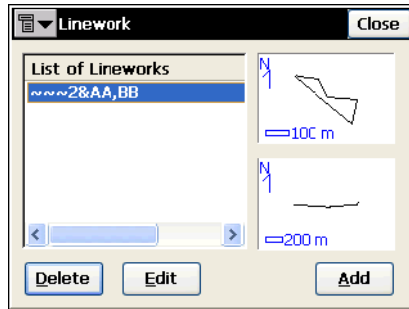 Linework
Close
List of Lineworks
~~~2&AA,BB
N
100 m
N
200 m
Delete
Edit
Add